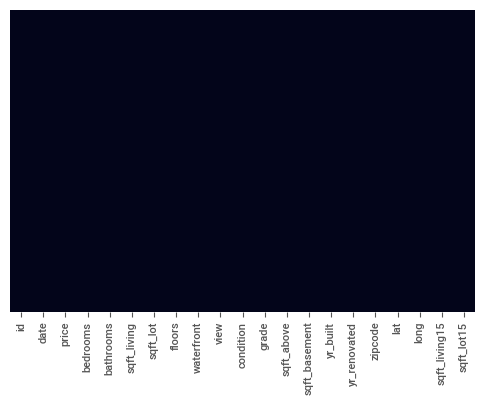 id
date
price
bedrooms
bathrooms
sqft_living
sqft_lot
floors
waterfront
view
condition
grade
sqft_above
sqft_basement
yr_built
yr_renovated
zipcode
lat
long
sqft_living15
sqft_lot15